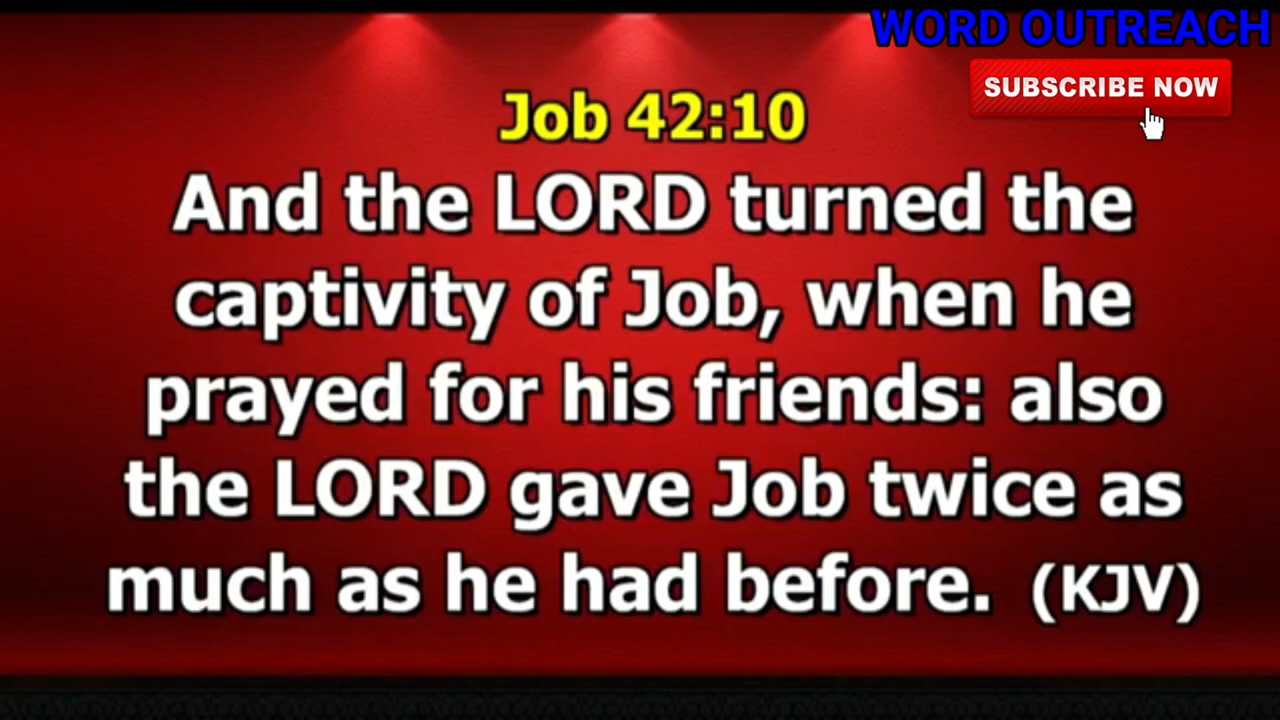 WORD OUTREACH
SUBSCRIBE NOW
Job 42:10
And the LORD turned the
captivity of Job, when he
prayed for his friends: also
the LORD gave Job twice as
much as he had before. (KJV)